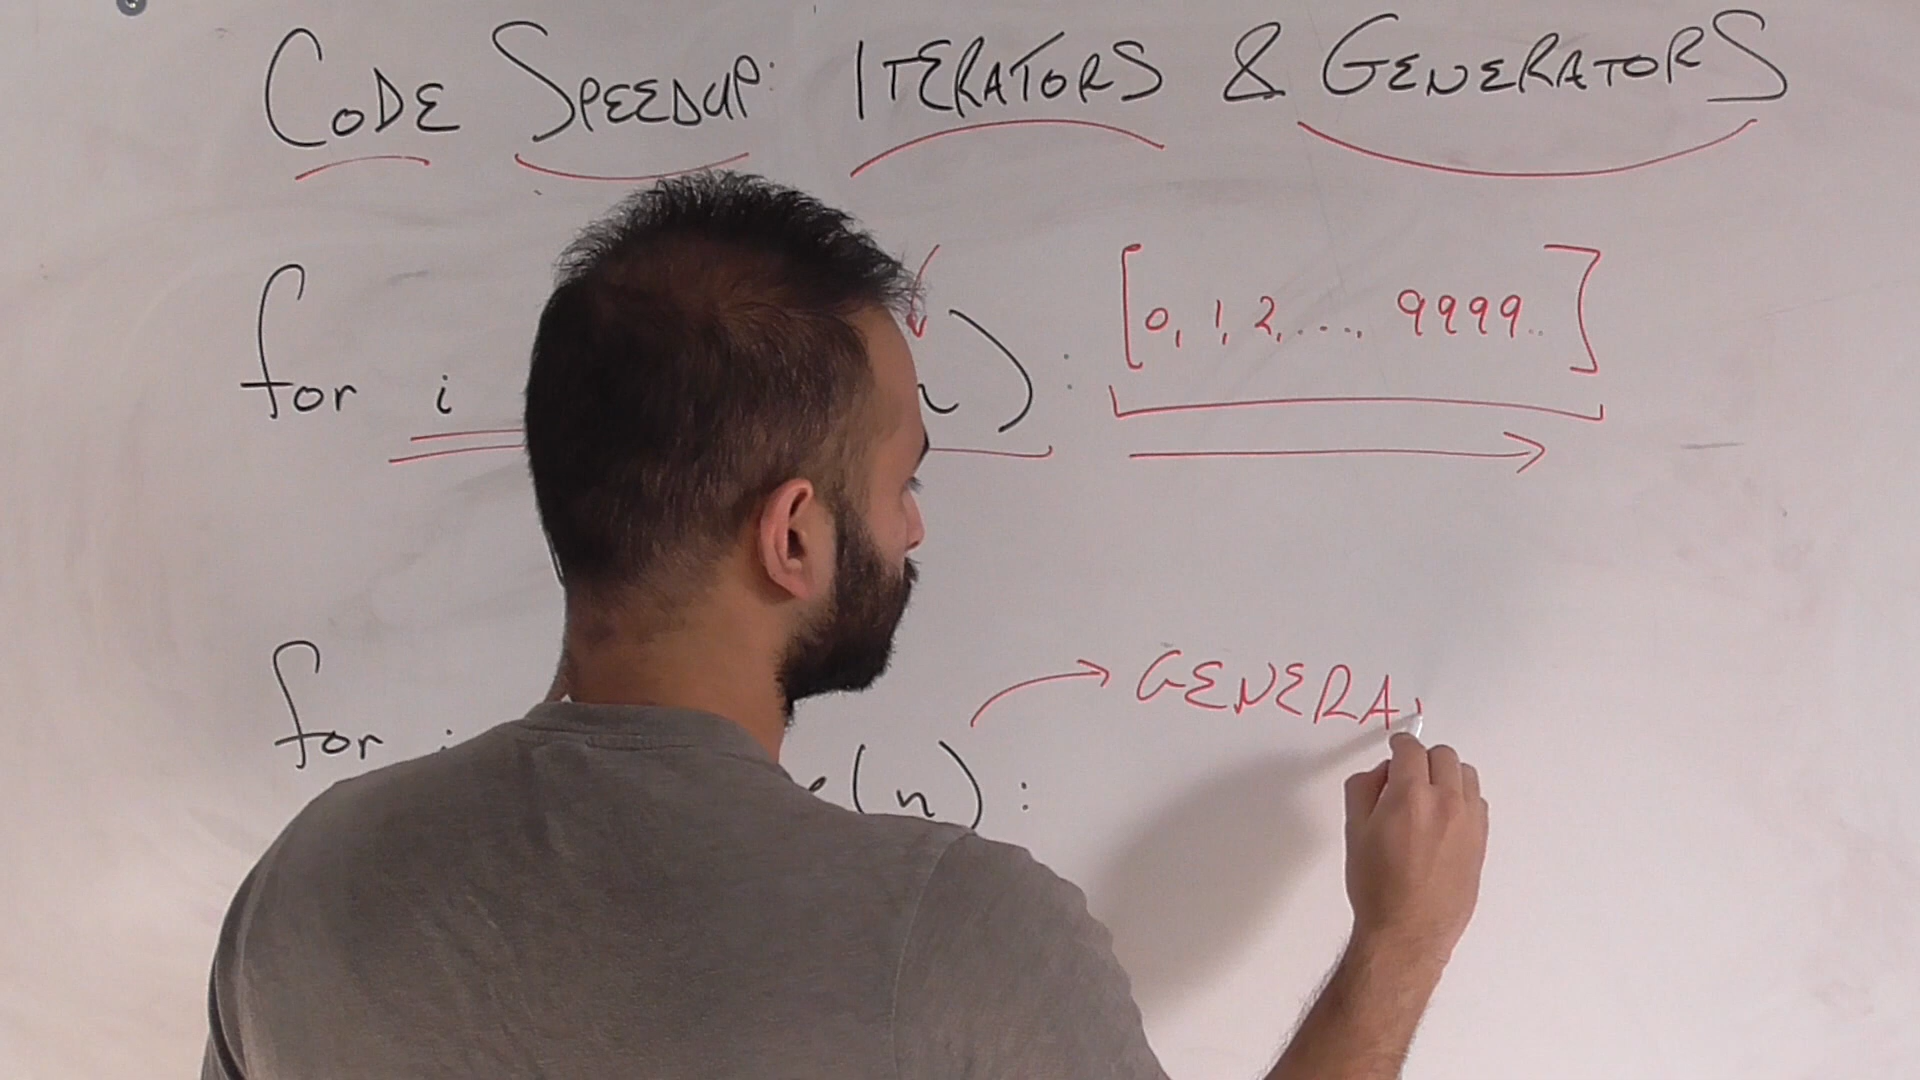 CODE SPEEDUP: ITERATORS & GENERATORS
for i ): [0, 1, 2, ...., 9999..]
GENERA
for i (n):